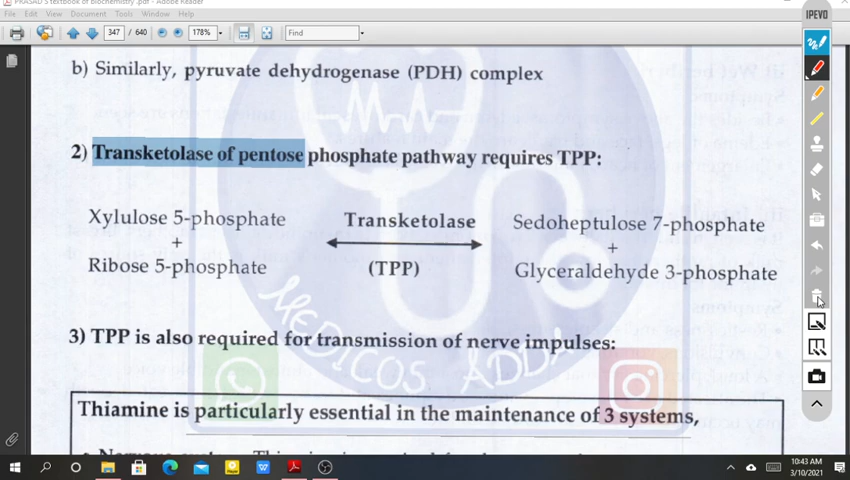 PRASAD'S textbook of biochemistry .pdf - Adobe Reader
File Edit View Document Tools Window Help
347 / 640 178% Find
IPEVO
b) Similarly, pyruvate dehydrogenase (PDH) complex
2) Transketolase of pentose phosphate pathway requires TPP:
Xylulose 5-phosphate
+
Ribose 5-phosphate
Transketolase
(TPP)
Sedoheptulose 7-phosphate
+
Glyceraldehyde 3-phosphate
3) TPP is also required for transmission of nerve impulses:
MEDICOS ADDA
Thiamine is particularly essential in the maintenance of 3 systems,
10:43 AM
3/10/2021